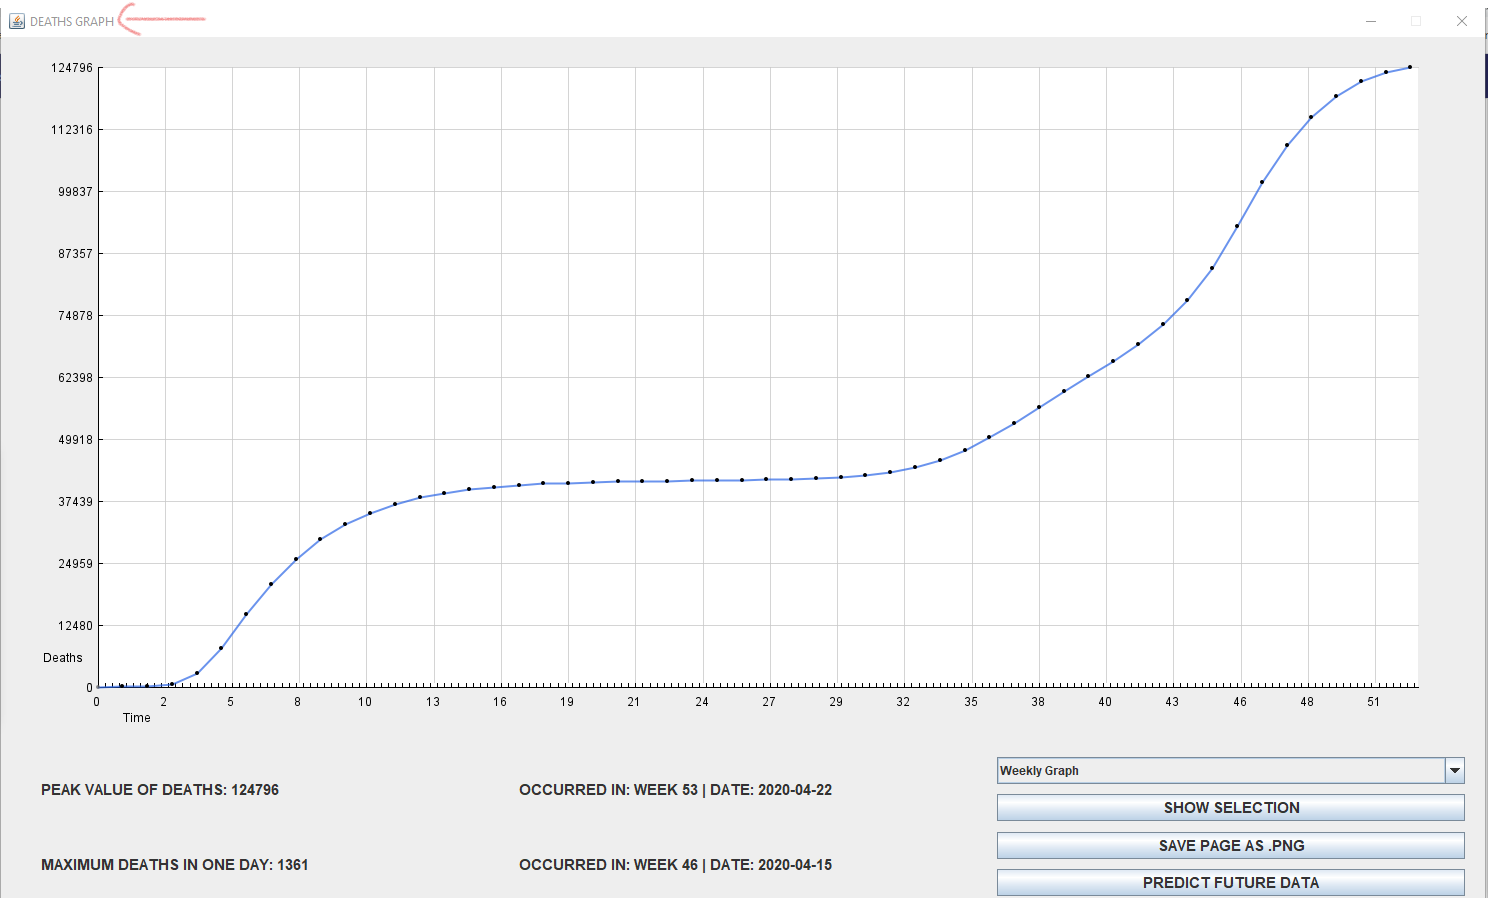 DEATHS GRAPH
124796
112316
99837
87357
74878
62398
49918
37439
24959
12480
Deaths
0
0 2 5 8 10 13 16 19 21 24 27 29 32 35 38 40 43 46 48 51
Time
Weekly Graph
PEAK VALUE OF DEATHS: 124796 OCCURRED IN: WEEK 53 | DATE: 2020-04-22
SHOW SELECTION
SAVE PAGE AS .PNG
MAXIMUM DEATHS IN ONE DAY: 1361 OCCURRED IN: WEEK 46 | DATE: 2020-04-15
PREDICT FUTURE DATA